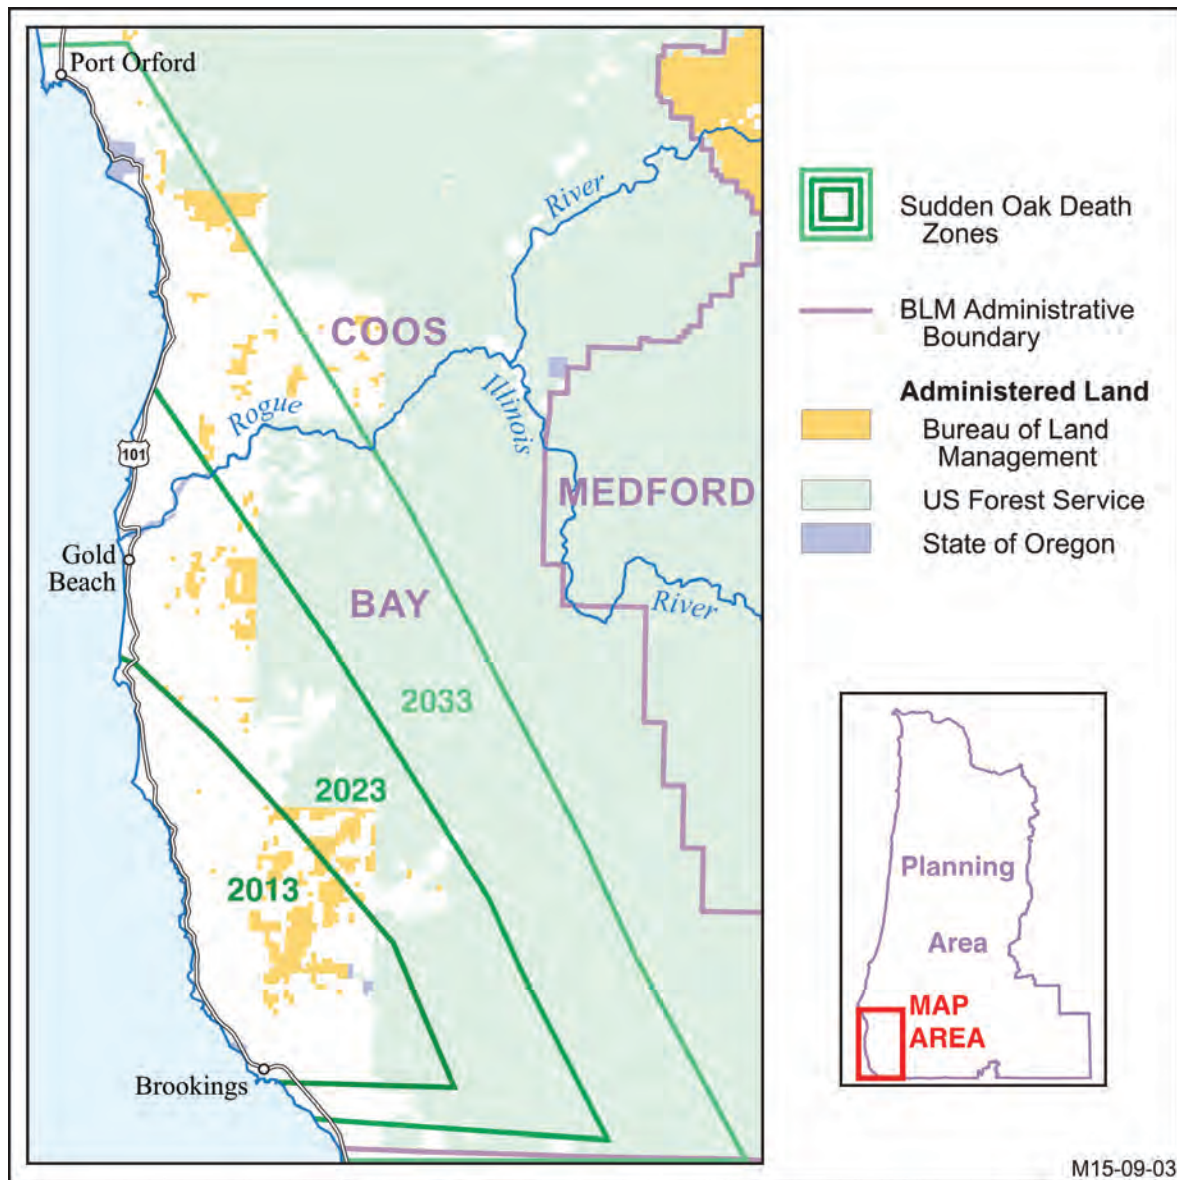 Port Orford
River
COOS
Rogue
Illinois
101
MEDFORD
Gold
Beach
BAY
River
2033
2023
2013
Brookings
Sudden Oak Death
Zones
BLM Administrative
Boundary
Administered Land
Bureau of Land
Management
US Forest Service
State of Oregon
Planning
Area
MAP
AREA
M15-09-03